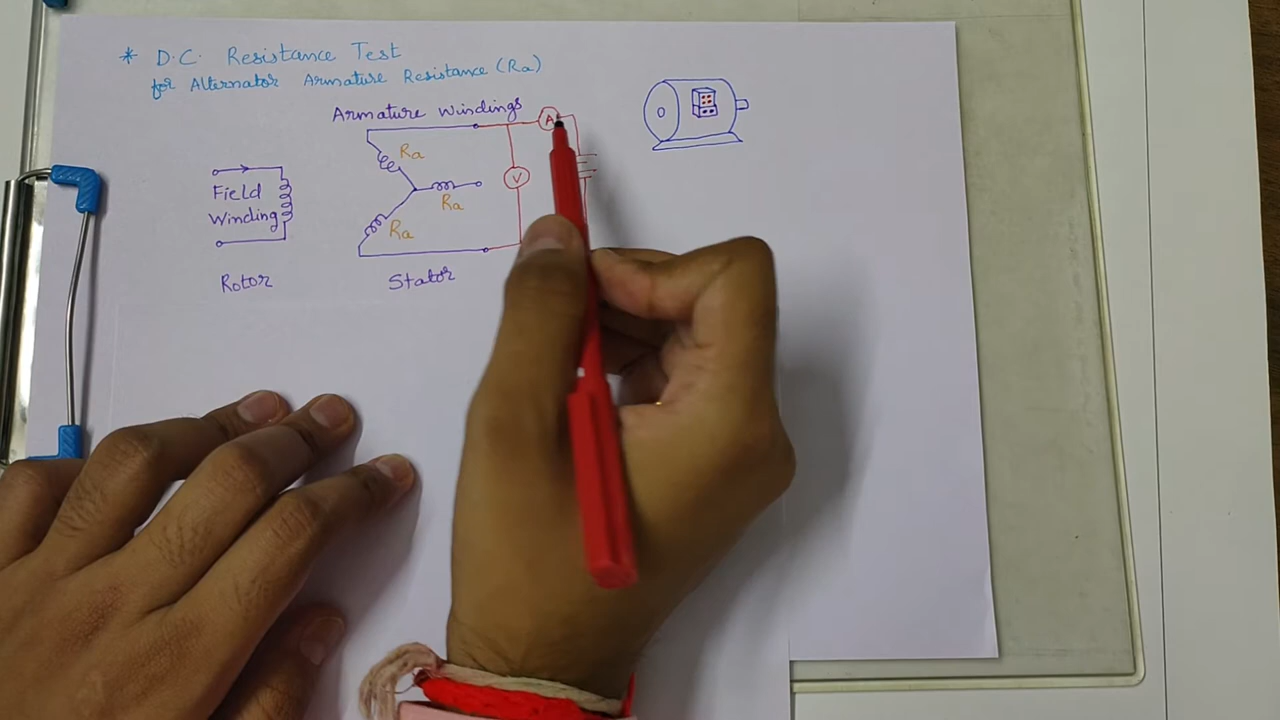 * D.C. Resistance Test
for Alternator Armature Resistance (Ra)
Armature Windings
A
Ra
V
Field
Winding
Ra
Ra
Rotor
Stator